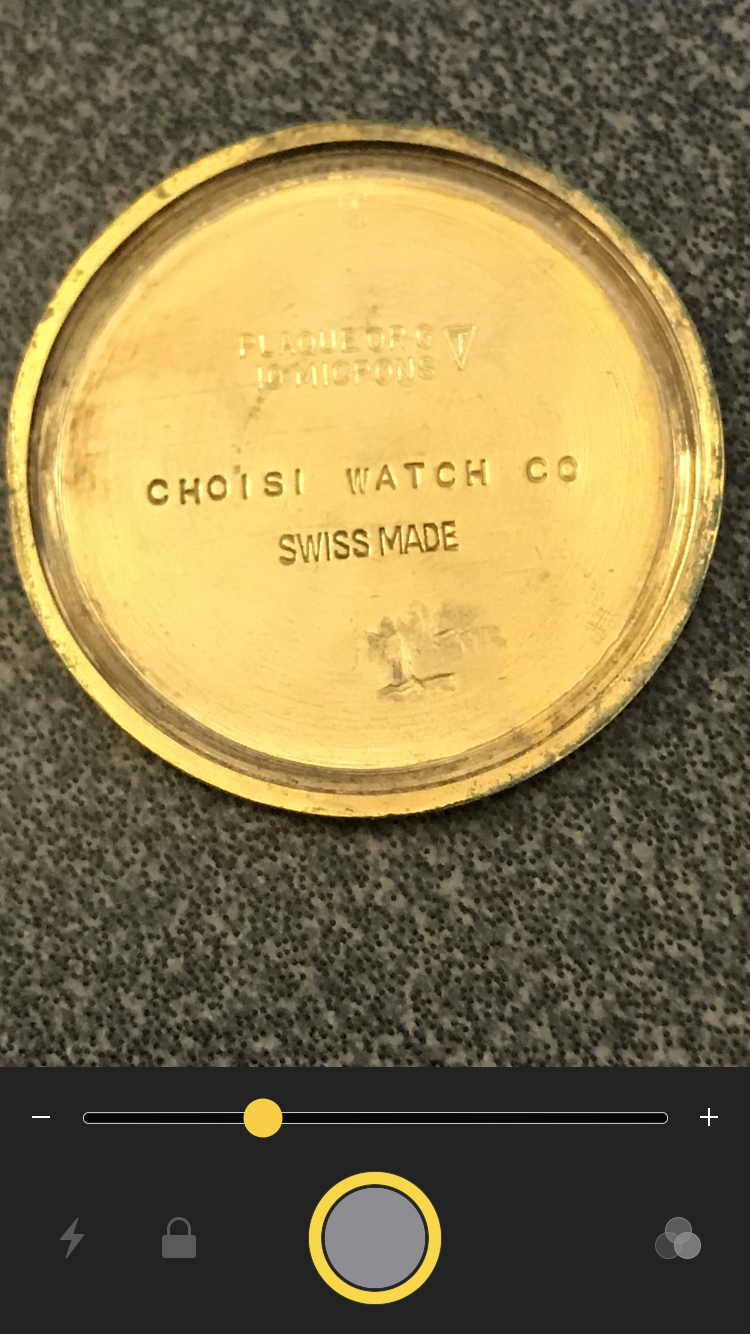 PLAQUE OR G T
10 MICRONS
CHOISI WATCH CO
SWISS MADE